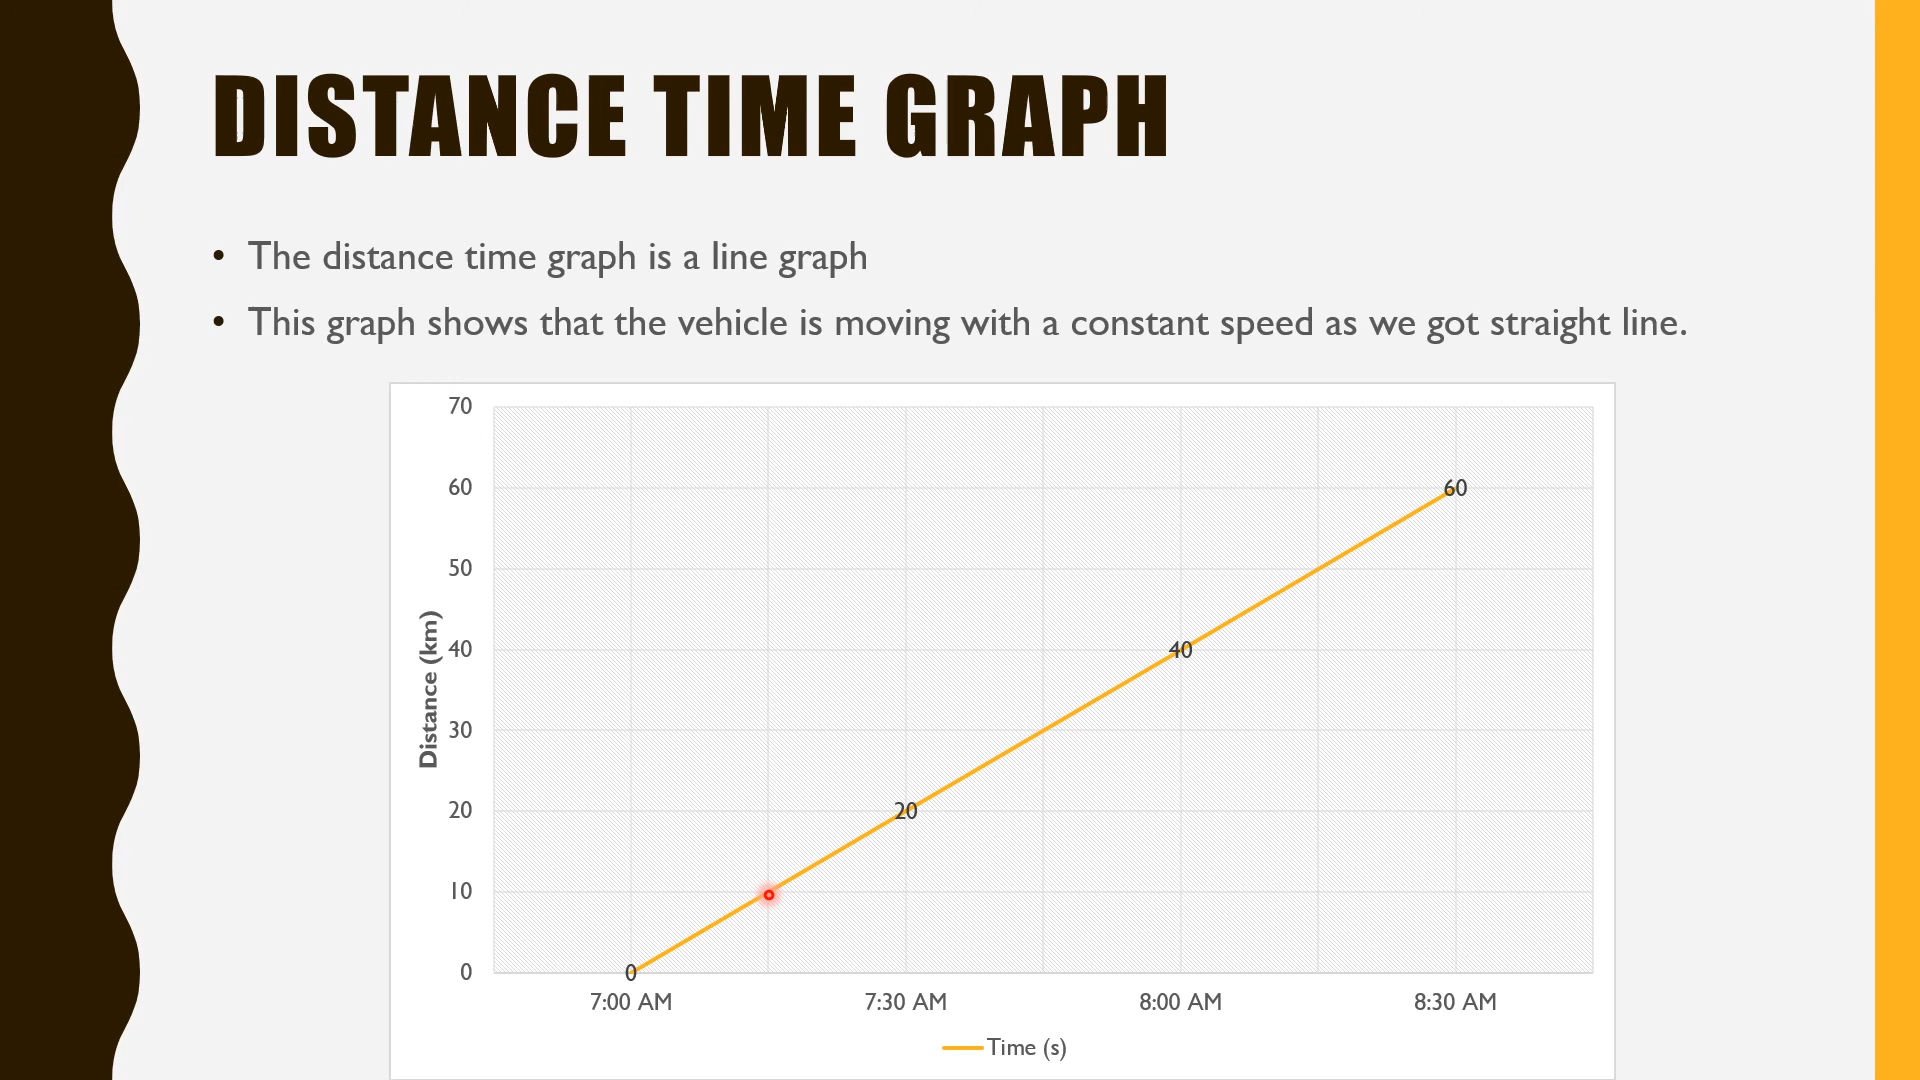 DISTANCE TIME GRAPH
• The distance time graph is a line graph
• This graph shows that the vehicle is moving with a constant speed as we got straight line.
70
60
60
50
Distance (km)
40
40
30
20
20
10
0
0
7:00 AM 7:30 AM 8:00 AM 8:30 AM
Time (s)